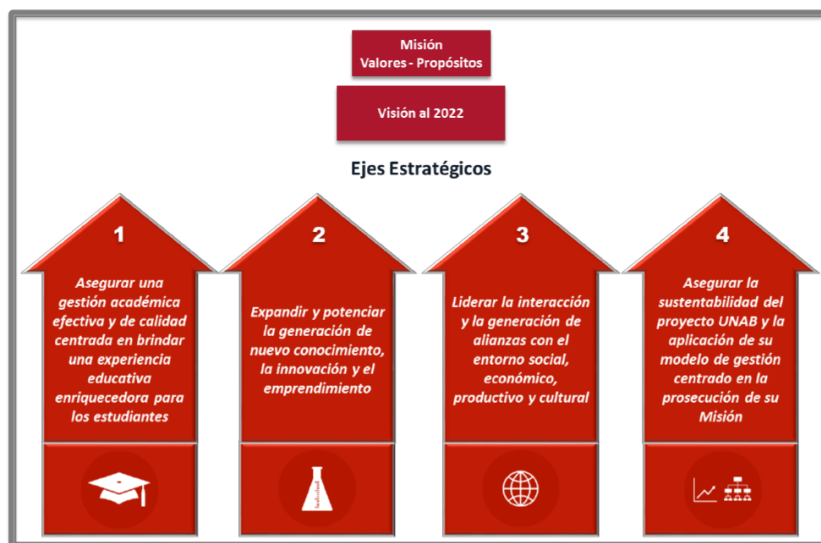 Misión
Valores - Propósitos
Visión al 2022
Ejes Estratégicos
1
Asegurar una
gestión académica
efectiva y de calidad
centrada en brindar
una experiencia
educativa
enriquecedora para
los estudiantes
2
Expandir y potenciar
la generación de
nuevo conocimiento,
la innovación y el
emprendimiento
3
Liderar la interacción
y la generación de
alianzas con el
entorno social,
económico,
productivo y cultural
4
Asegurar la
sustentabilidad del
proyecto UNAB y la
aplicación de su
modelo de gestión
centrado en la
prosecución de su
Misión